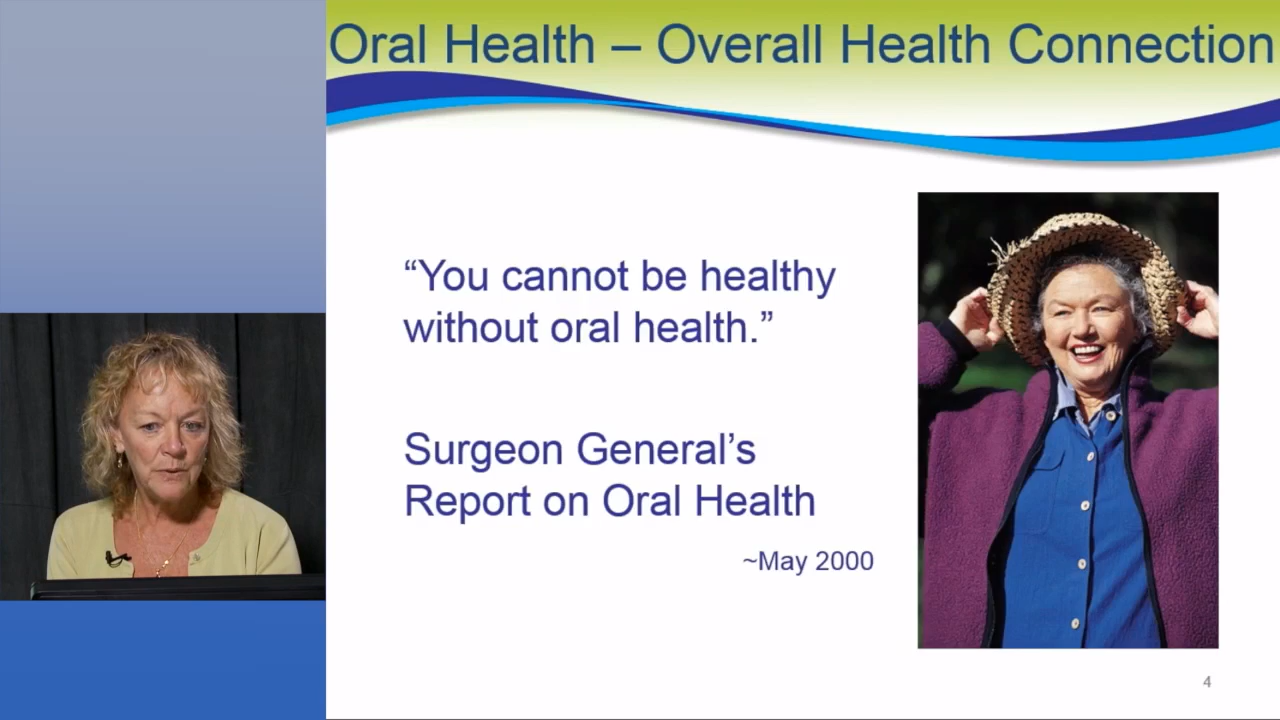 Oral Health – Overall Health Connection
“You cannot be healthy
without oral health.”
Surgeon General’s
Report on Oral Health
~May 2000
4